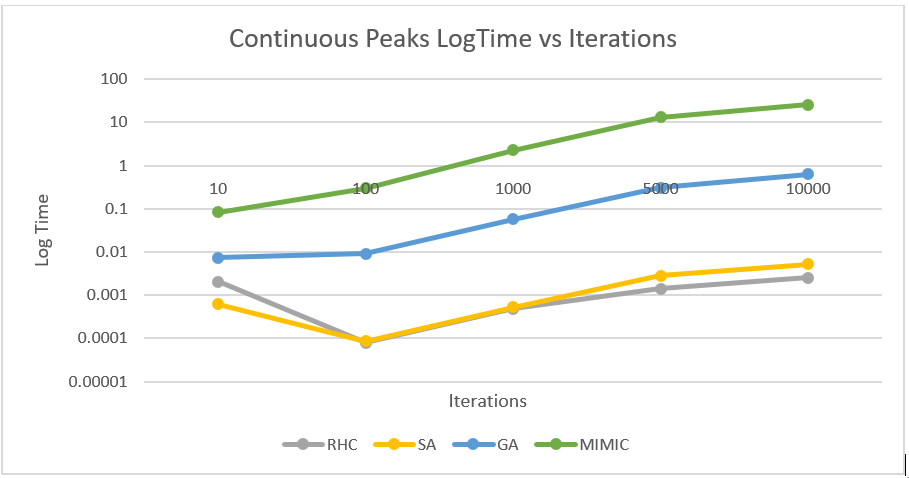 Continuous Peaks LogTime vs Iterations
100
10
1
0.1
0.01
0.001
0.0001
0.00001
Log Time
10 100 1000 5000 10000
Iterations
RHC SA GA MIMIC